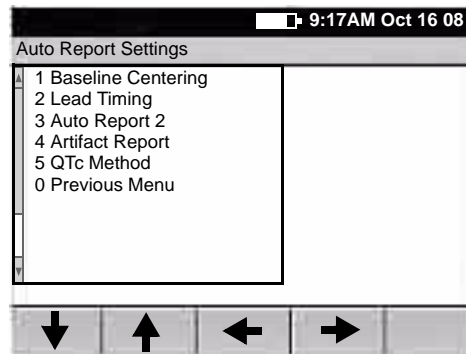 9:17AM Oct 16 08
Auto Report Settings
1 Baseline Centering
2 Lead Timing
3 Auto Report 2
4 Artifact Report
5 QTc Method
0 Previous Menu